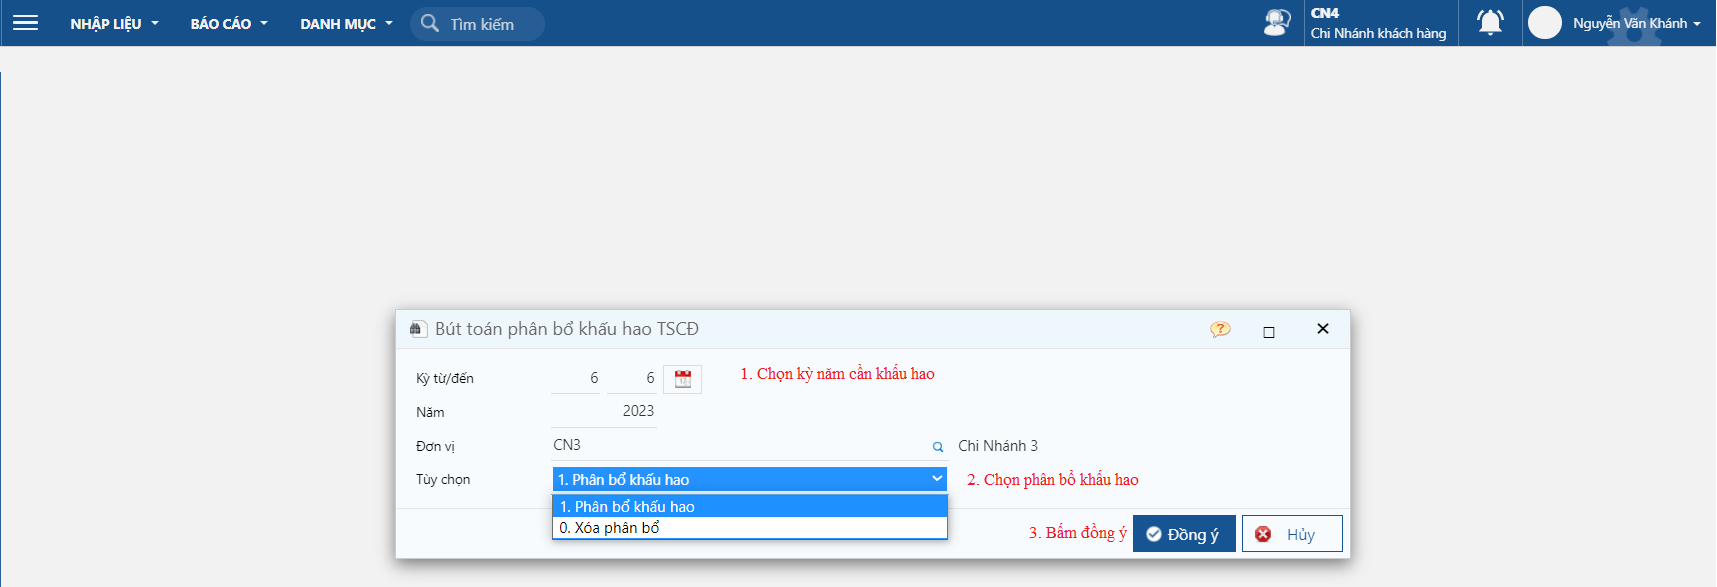 NHẬP LIỆU BÁO CÁO DANH MỤC Tìm kiếm CN4
Chi Nhánh khách hàng Nguyễn Văn Khánh
Bút toán phân bổ khấu hao TSCĐ
Kỳ từ/đến 6 6 1. Chọn kỳ năm cần khấu hao
Năm 2023
Đơn vị CN3 Chi Nhánh 3
Tùy chọn 1. Phân bổ khấu hao 2. Chọn phân bổ khấu hao
1. Phân bổ khấu hao
0. Xóa phân bổ
3. Bấm đồng ý Đồng ý Hủy